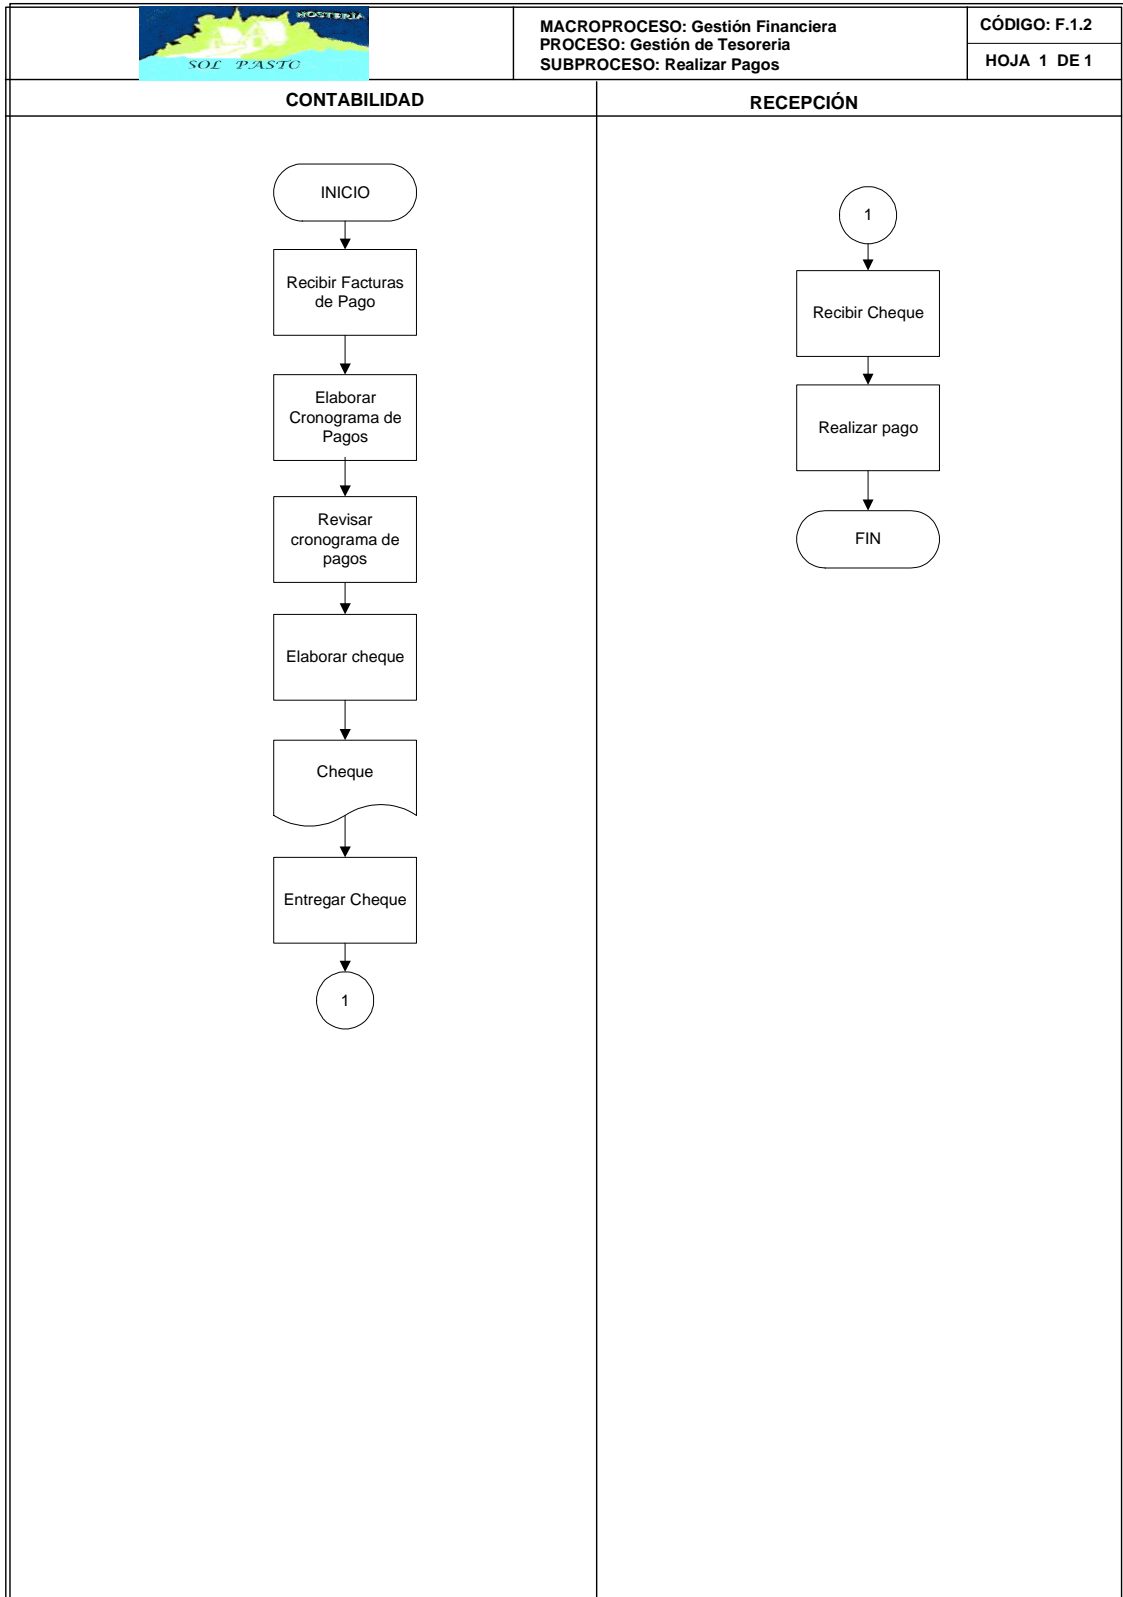 HOSTERIA
SOL PASTO
MACROPROCESO: Gestión Financiera
PROCESO: Gestión de Tesoreria
SUBPROCESO: Realizar Pagos
CÓDIGO: F.1.2
HOJA 1 DE 1
CONTABILIDAD
INICIO
Recibir Facturas
de Pago
Elaborar
Cronograma de
Pagos
Revisar
cronograma de
pagos
Elaborar cheque
Cheque
Entregar Cheque
1
RECEPCIÓN
1
Recibir Cheque
Realizar pago
FIN